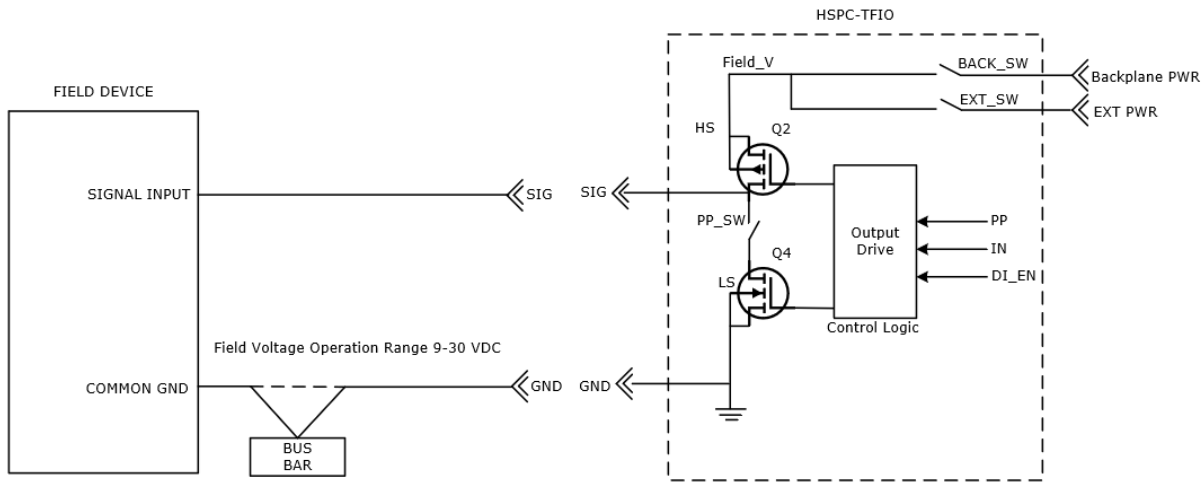 HSPC-TFIO
Field_V
BACK_SW
Backplane PWR
EXT_SW
EXT PWR
FIELD DEVICE
HS
Q2
SIGNAL INPUT
SIG
SIG
PP_SW
Output
Drive
PP
IN
DI_EN
Q4
LS
Control Logic
Field Voltage Operation Range 9-30 VDC
COMMON GND
GND
GND
BUS
BAR